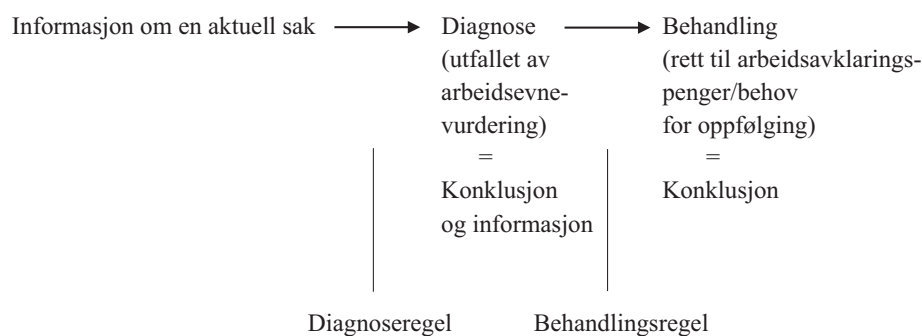 Informasjon om en aktuell sak
Diagnose
(utfallet av
arbeidsevne-
vurdering)
=
Konklusjon
og informasjon
Behandling
(rett til arbeidsavklarings-
penger/behov
for oppfølging)
=
Konklusjon
Diagnoseregel
Behandlingsregel